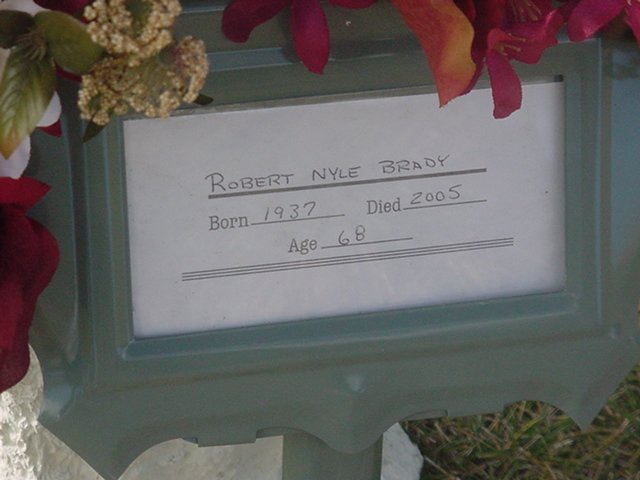 ROBERT NYLE BRADY
Born 1937 Died 2005
Age 68